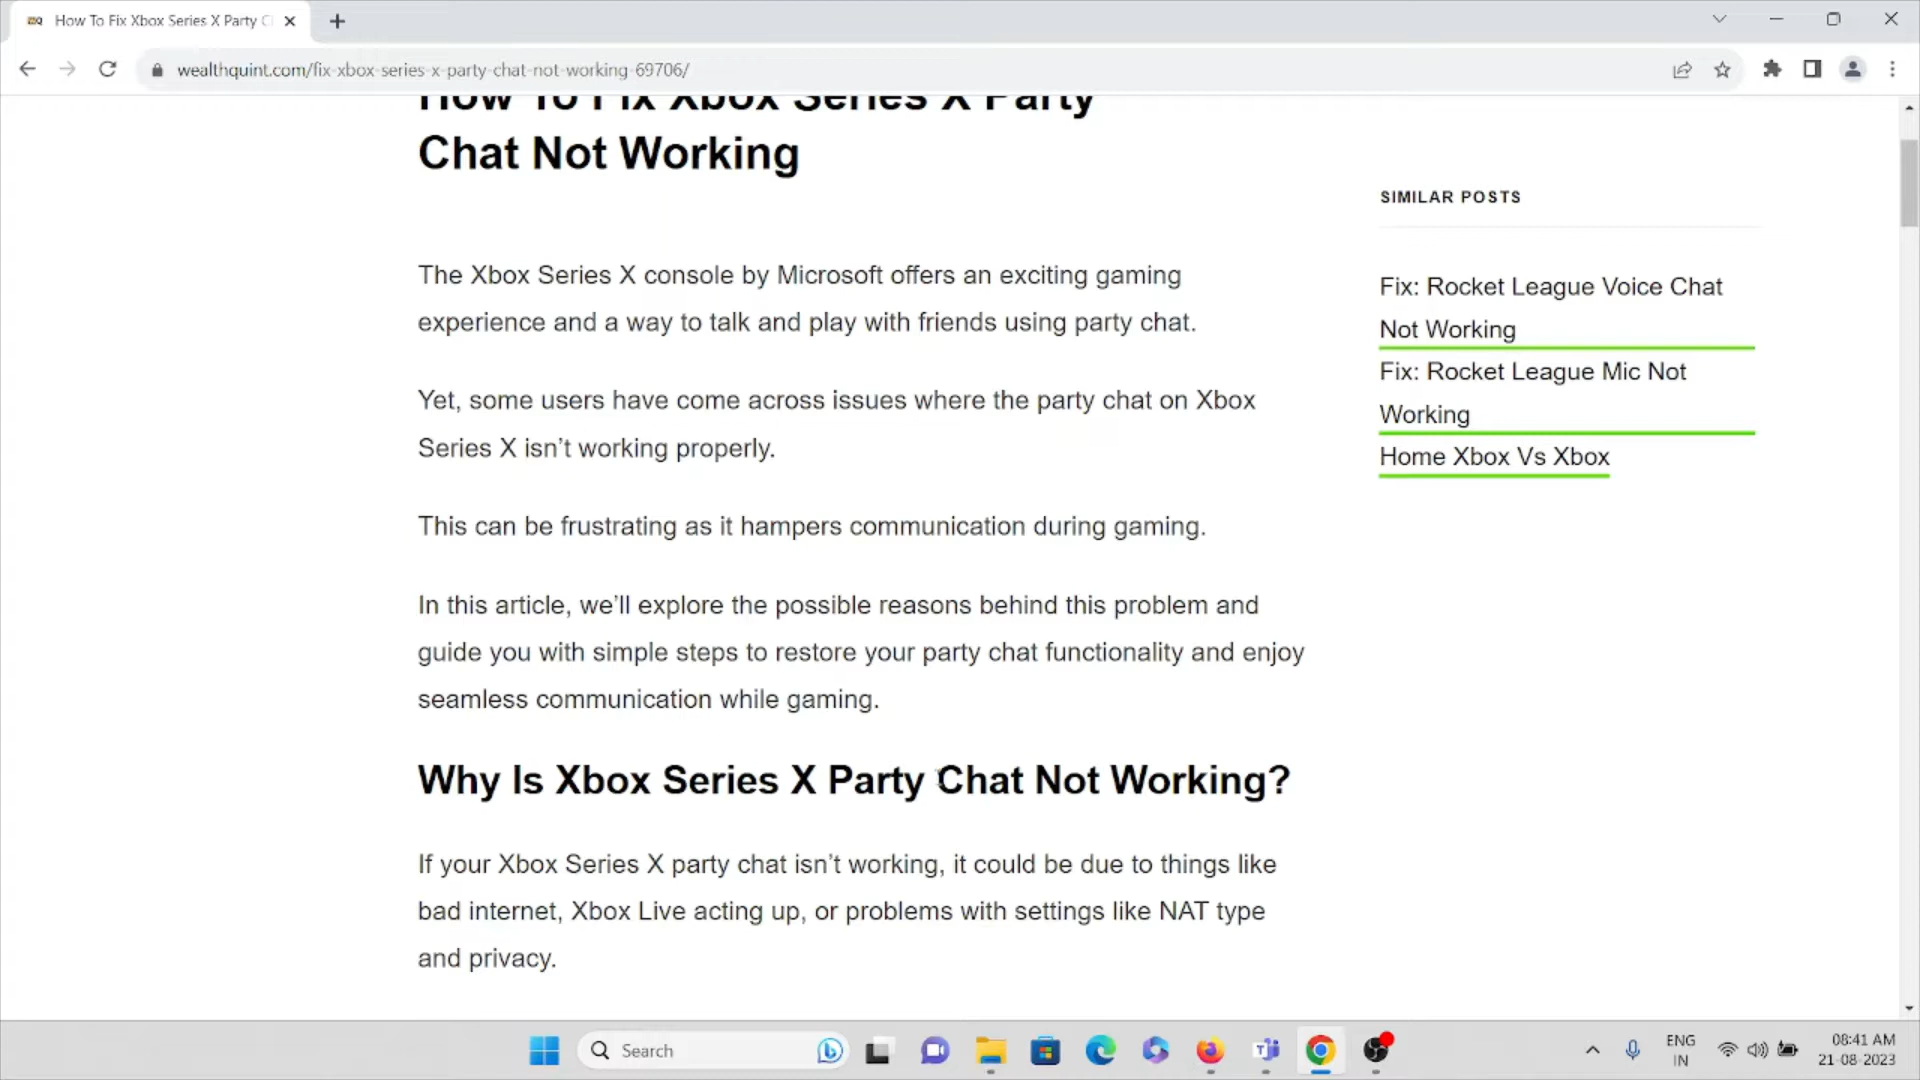 How To Fix Xbox Series X Party C
wealthquint.com/fix-xbox-series-x-party-chat-not-working-69706/
How To Fix Xbox Series X Party
Chat Not Working
The Xbox Series X console by Microsoft offers an exciting gaming
experience and a way to talk and play with friends using party chat.
Yet, some users have come across issues where the party chat on Xbox
Series X isn’t working properly.
This can be frustrating as it hampers communication during gaming.
In this article, we’ll explore the possible reasons behind this problem and
guide you with simple steps to restore your party chat functionality and enjoy
seamless communication while gaming.
Why Is Xbox Series X Party Chat Not Working?
If your Xbox Series X party chat isn’t working, it could be due to things like
bad internet, Xbox Live acting up, or problems with settings like NAT type
and privacy.
SIMILAR POSTS
Fix: Rocket League Voice Chat
Not Working
Fix: Rocket League Mic Not
Working
Home Xbox Vs Xbox
Search
ENG
IN
08:41 AM
21-08-2023